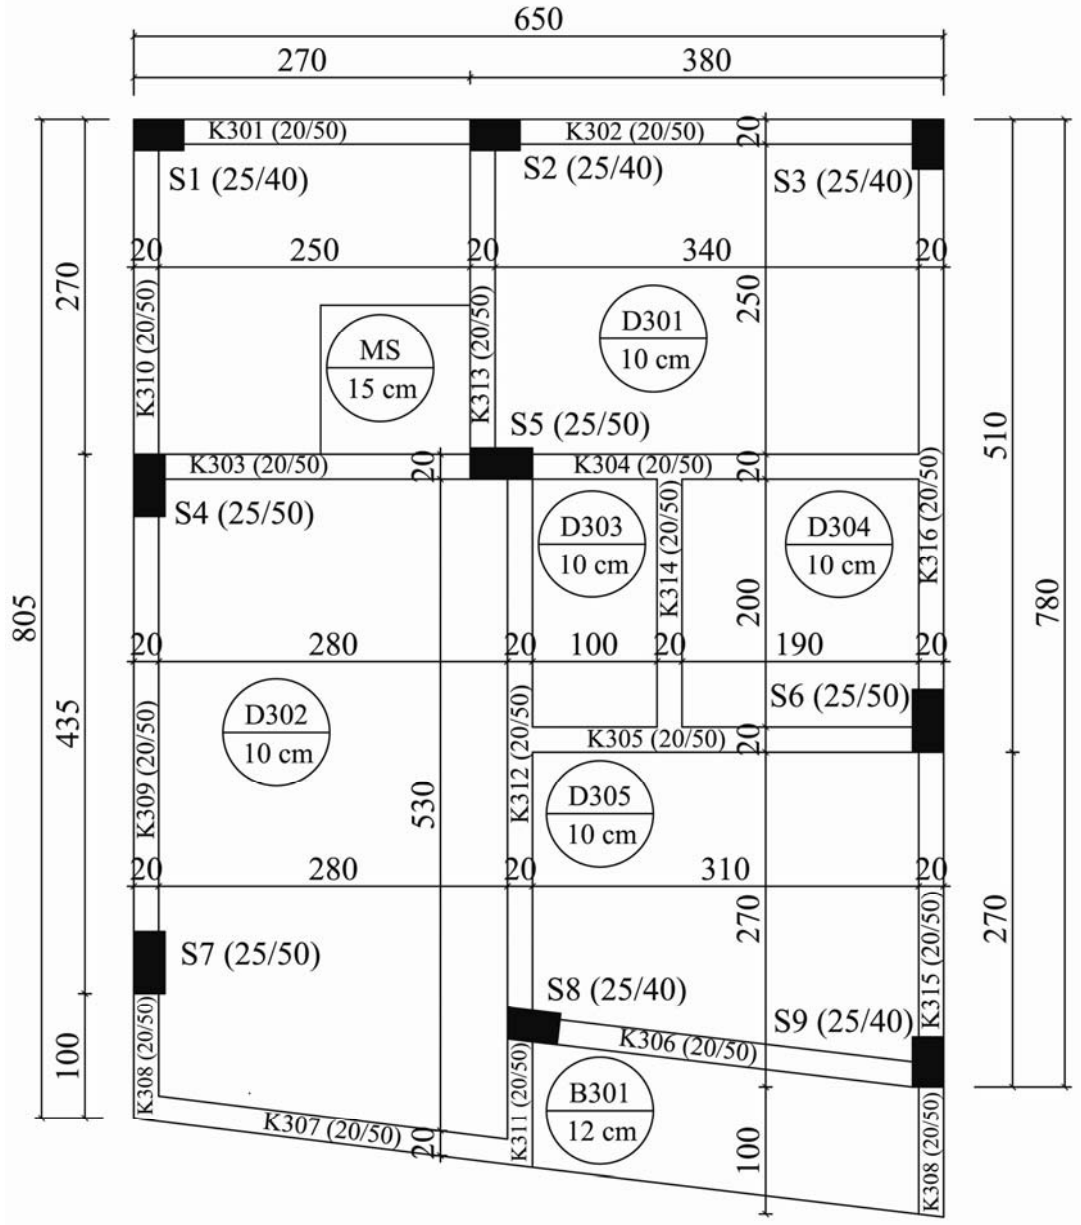 650
270
380
K301 (20/50)
K302 (20/50)
20
S1 (25/40)
S2 (25/40)
S3 (25/40)
20
250
20
340
20
270
K310 (20/50)
K313 (20/50)
250
D301
10 cm
MS
15 cm
S5 (25/50)
510
K303 (20/50)
20
K304 (20/50)
20
S4 (25/50)
D303
10 cm
K314 (20/50)
D304
10 cm
K316 (20/50)
805
780
200
20
280
20
100
20
190
20
435
D302
10 cm
S6 (25/50)
K309 (20/50)
K312 (20/50)
K305 (20/50)
20
530
D305
10 cm
20
280
20
310
20
270
270
K315 (20/50)
S7 (25/50)
S8 (25/40)
S9 (25/40)
K306 (20/50)
100
K308 (20/50)
K307 (20/50)
20
K311 (20/50)
B301
12 cm
100
K308 (20/50)